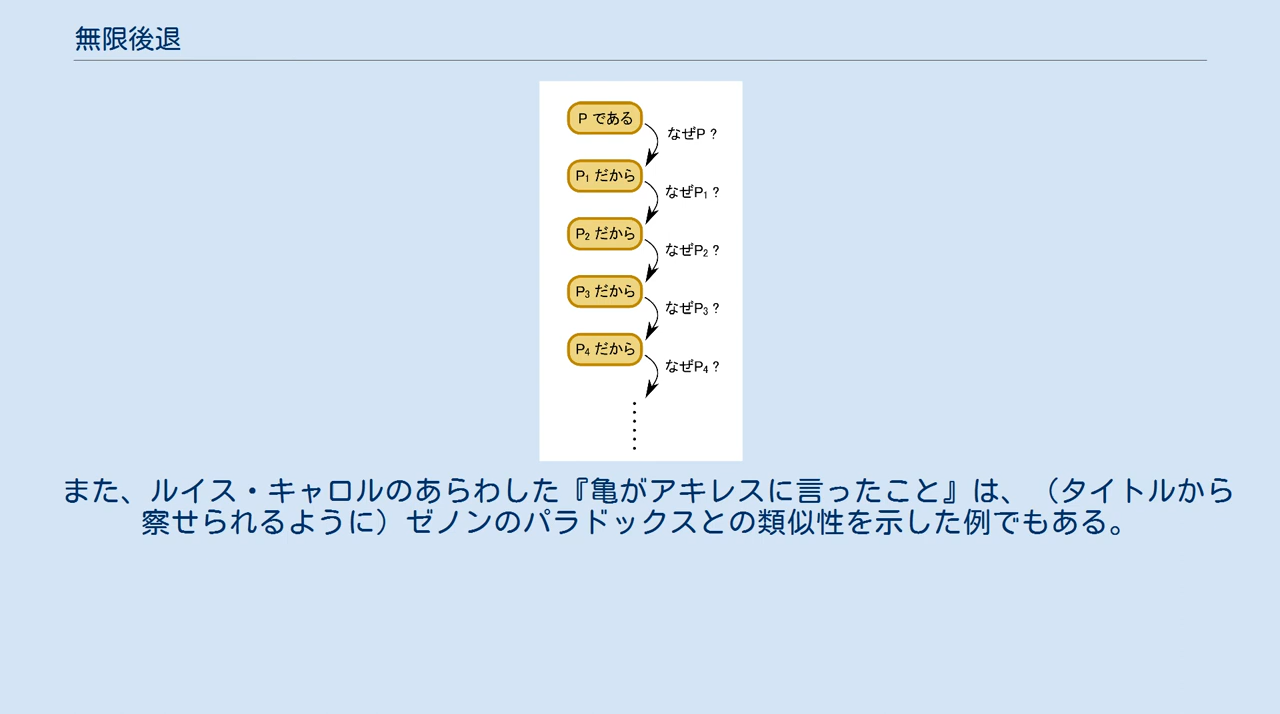 無限後退
P である
なぜP ?
P₁ だから
なぜP₁ ?
P₂ だから
なぜP₂ ?
P₃ だから
なぜP₃ ?
P₄ だから
なぜP₄ ?
また、ルイス・キャロルのあらわした『亀がアキレスに言ったこと』は、（タイトルから
察せられるように）ゼノンのパラドックスとの類似性を示した例でもある。